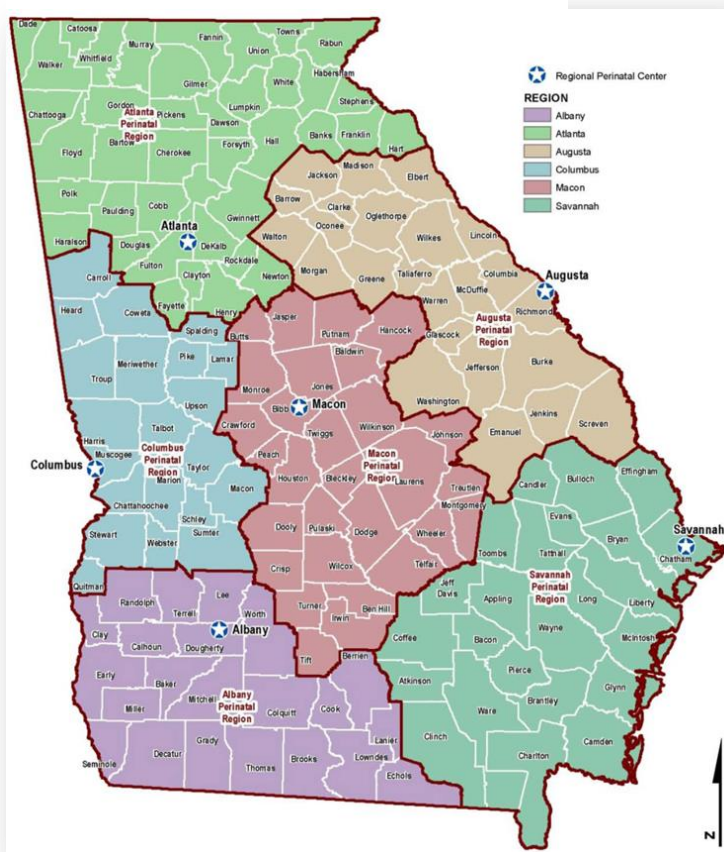 Dade
Catoosa
Fannin
Towns
Rabun
Murray
Union
Whitfield
Walker
Gilmer
White
Habersham
Chattooga
Gordon
Pickens
Lumpkin
Stephens
Atlanta
Perinatal
Region
Dawson
Banks
Franklin
Hart
Floyd
Bartow
Cherokee
Forsyth
Hall
Polk
Paulding
Cobb
Gwinnett
Haralson
Douglas
Atlanta
DeKalb
Fulton
Rockdale
Clayton
Newton
Fayette
Henry
Regional Perinatal Center
REGION
Albany
Atlanta
Augusta
Columbus
Macon
Savannah
Jackson
Madison
Elbert
Barrow
Clarke
Oglethorpe
Oconee
Walton
Wilkes
Lincoln
Morgan
Greene
Taliaferro
Columbia
McDuffie
Augusta
Warren
Richmond
Augusta
Perinatal
Region
Glascock
Jefferson
Burke
Washington
Jenkins
Screven
Emanuel
Carroll
Heard
Coweta
Spalding
Pike
Lamar
Meriwether
Troup
Upson
Talbot
Harris
Muscogee
Columbus
Columbus
Perinatal
Region
Taylor
Marion
Macon
Chattahoochee
Schley
Stewart
Webster
Sumter
Quitman
Butts
Jasper
Putnam
Hancock
Baldwin
Monroe
Jones
Bibb
Macon
Crawford
Twiggs
Wilkinson
Johnson
Peach
Macon
Perinatal
Region
Houston
Bleckley
Laurens
Treutlen
Montgomery
Dooly
Pulaski
Dodge
Wheeler
Crisp
Wilcox
Telfair
Turner
Ben Hill
Irwin
Tift
Randolph
Lee
Terrell
Worth
Clay
Albany
Calhoun
Dougherty
Berrien
Early
Baker
Mitchell
Albany
Perinatal
Region
Miller
Colquitt
Cook
Lanier
Seminole
Decatur
Grady
Thomas
Brooks
Lowndes
Echols
Candler
Bulloch
Effingham
Evans
Bryan
Savannah
Chatham
Toombs
Tattnall
Savannah
Perinatal
Region
Jeff
Davis
Appling
Long
Liberty
Wayne
McIntosh
Coffee
Bacon
Atkinson
Pierce
Glynn
Ware
Brantley
Clinch
Camden
Charlton
N